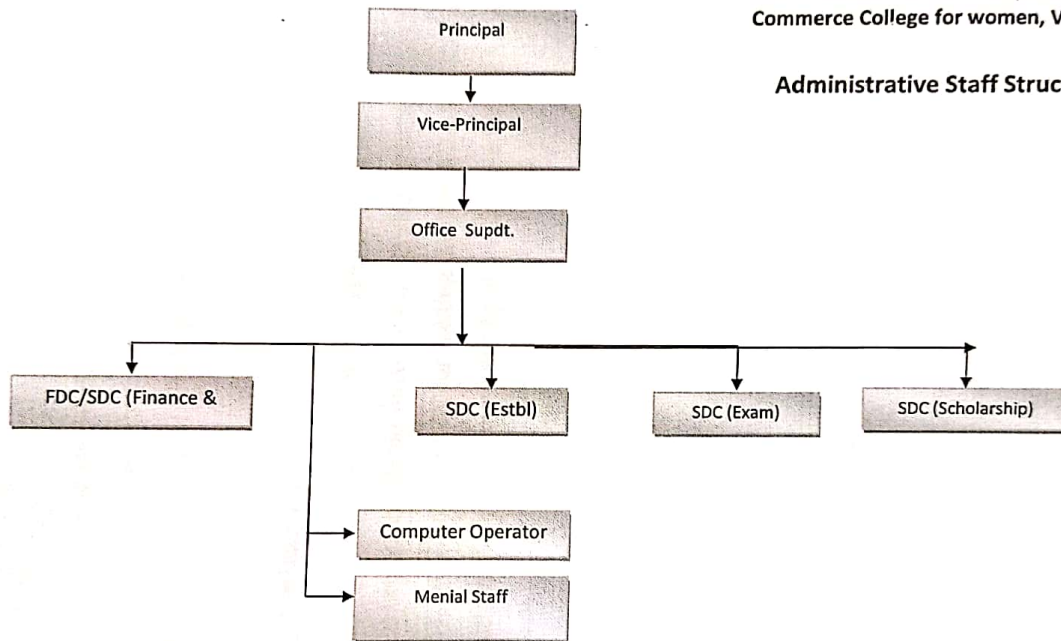 Commerce College for women, V
Administrative Staff Struc
Principal
Vice-Principal
Office Supdt.
FDC/SDC (Finance &
SDC (Estbl)
SDC (Exam)
SDC (Scholarship)
Computer Operator
Menial Staff